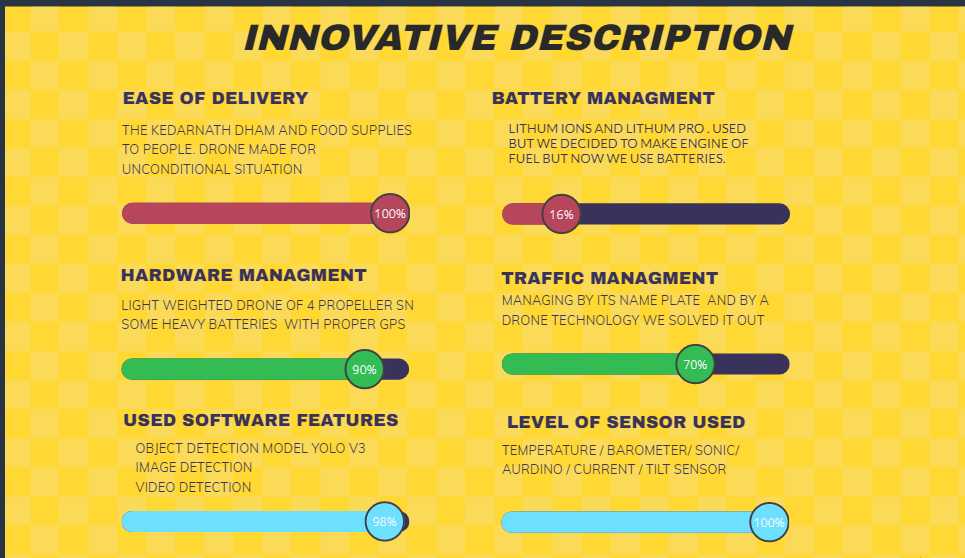 INNOVATIVE DESCRIPTION
EASE OF DELIVERY
THE KEDARNATH DHAM AND FOOD SUPPLIES
TO PEOPLE. DRONE MADE FOR
UNCONDITIONAL SITUATION
100%
BATTERY MANAGMENT
LITHUM IONS AND LITHUM PRO . USED
BUT WE DECIDED TO MAKE ENGINE OF
FUEL BUT NOW WE USE BATTERIES.
16%
HARDWARE MANAGMENT
LIGHT WEIGHTED DRONE OF 4 PROPELLER SN
SOME HEAVY BATTERIES  WITH PROPER GPS
90%
TRAFFIC MANAGMENT
MANAGING BY ITS NAME PLATE  AND BY A
DRONE TECHNOLOGY WE SOLVED IT OUT
70%
USED SOFTWARE FEATURES
OBJECT DETECTION MODEL YOLO V3
IMAGE DETECTION
VIDEO DETECTION
98%
LEVEL OF SENSOR USED
TEMPERATURE / BAROMETER/ SONIC/
AURDINO / CURRENT / TILT SENSOR
100%